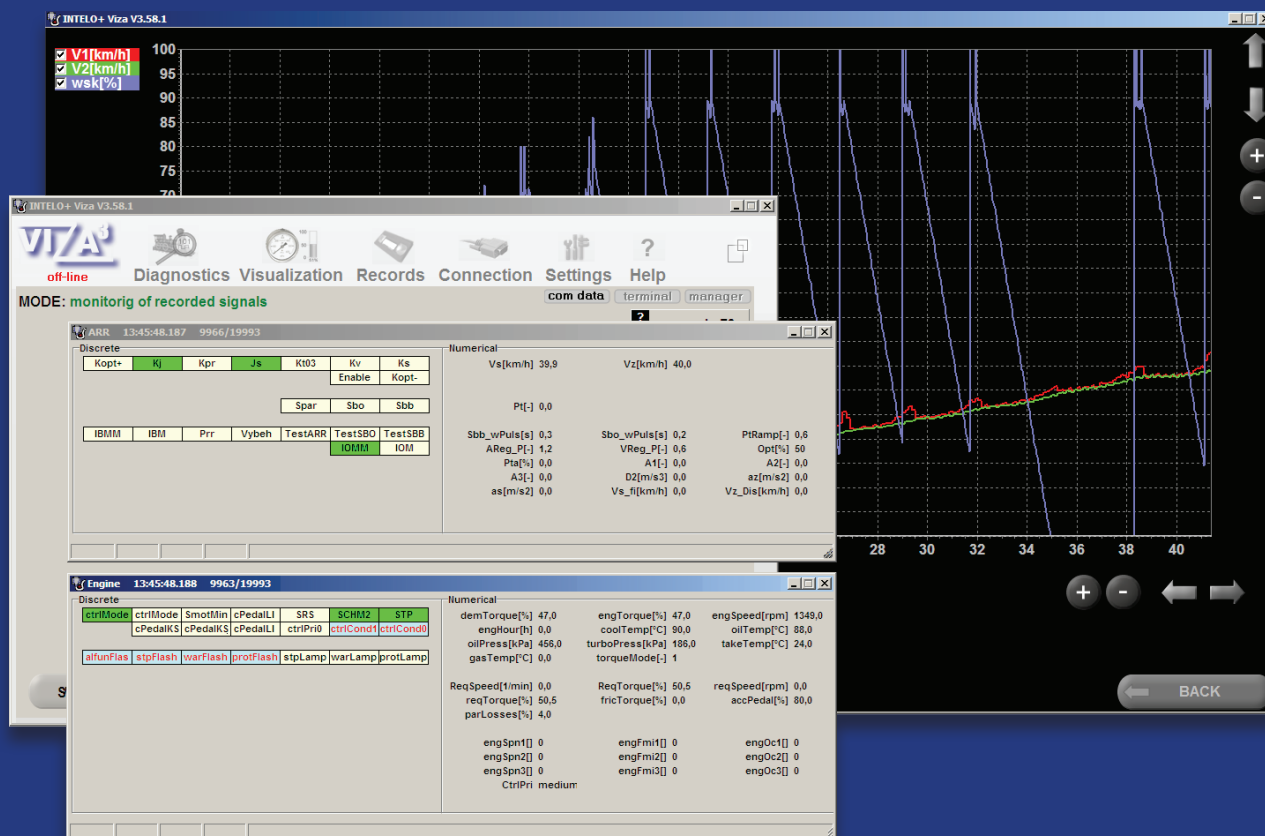 INTELO+ Viza V3.58.1
V1[km/h]
V2[km/h]
wsk[%]
100
95
90
85
80
75
70
28 30 32 34 36 38 40
BACK
INTELO+ Viza V3.58.1
VIZA3
off-line
Diagnostics Visualization Records Connection Settings Help
MODE: monitorig of recorded signals
com data terminal manager
?
ARR 13:45:48.187 9966/19993
Discrete
Kopt+ Kj Kpr Js Kt03 Kv Ks
Enable Kopt-
Spar Sbo Sbb
IBMM IBM Prr Vybeh TestARR TestSBO TestSBB
IOMM IOM
Numerical
Vs[km/h] 39,9 Vz[km/h] 40,0
Pt[-] 0,0
Sbb_wPuls[s] 0,3 Sbo_wPuls[s] 0,2 PtRamp[-] 0,6
AReg_P[-] 1,2 VReg_P[-] 0,6 Opt[%] 50
Pta[%] 0,0 A1[-] 0,0 A2[-] 0,0
A3[-] 0,0 D2[m/s3] 0,0 az[m/s2] 0,0
as[m/s2] 0,0 Vs_fi[km/h] 0,0 Vz_Dis[km/h] 0,0
Engine 13:45:48.188 9963/19993
Discrete
ctrlMode ctrlMode SmotMin cPedalLI SRS SCHM2 STP
cPedalKS cPedalKS cPedalLI ctrlPri0 ctrlCond1 ctrlCond0
alfunFlas stpFlash warFlash protFlash stpLamp warLamp protLamp
Numerical
demTorque[%] 47,0 engTorque[%] 47,0 engSpeed[rpm] 1349,0
engHour[h] 0,0 coolTemp[°C] 90,0 oilTemp[°C] 88,0
oilPress[kPa] 456,0 turboPress[kPa] 186,0 takeTemp[°C] 24,0
gasTemp[°C] 0,0 torqueMode[-] 1
ReqSpeed[1/min] 0,0 ReqTorque[%] 50,5 reqSpeed[rpm] 0,0
reqTorque[%] 50,5 fricTorque[%] 0,0 accPedal[%] 80,0
parLosses[%] 4,0
engSpn1[] 0 engFmi1[] 0 engOc1[] 0
engSpn2[] 0 engFmi2[] 0 engOc2[] 0
engSpn3[] 0 engFmi3[] 0 engOc3[] 0
CtrlPri medium